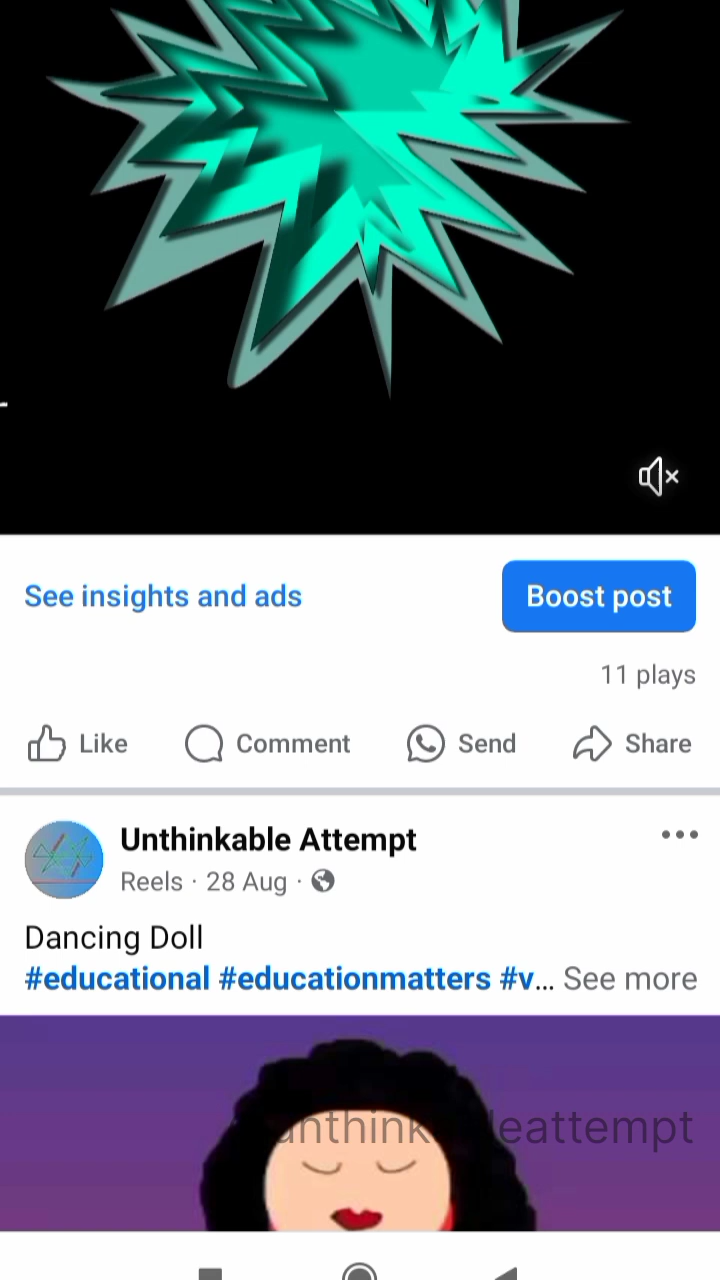 See insights and ads
Boost post
11 plays
Like
Comment
Send
Share
Unthinkable Attempt
Reels · 28 Aug ·
Dancing Doll
#educational #educationmatters #v... See more